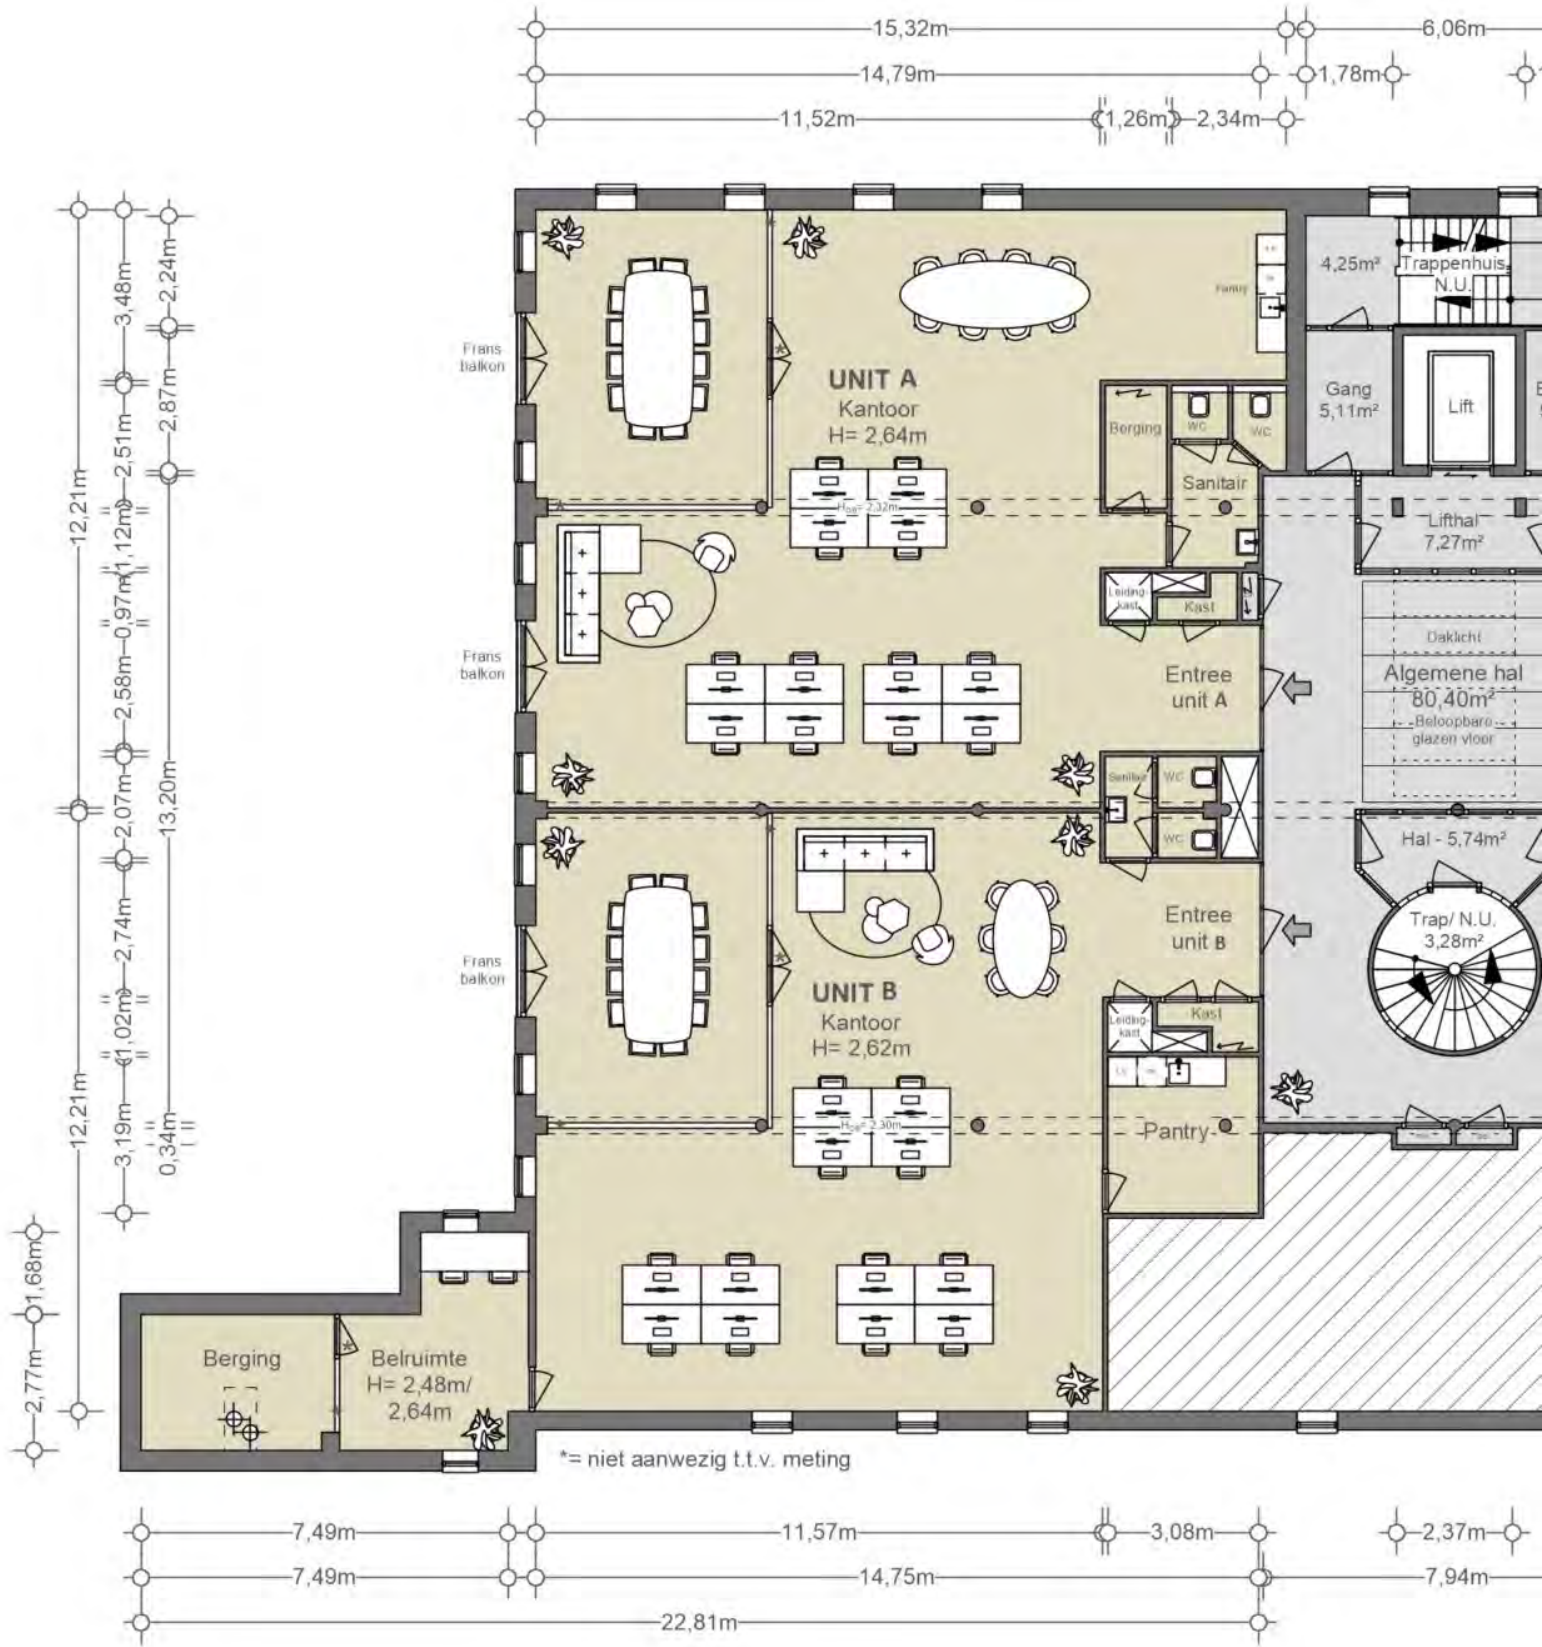 15,32m
6,06m
14,79m
1,78m
11,52m
1,26m
2,34m
12,21m
3,48m
2,24m
2,87m
2,51m
1,12m
0,97m
2,58m
2,07m
13,20m
2,74m
1,02m
3,19m
0,34m
12,21m
1,68m
2,77m
Frans
balkon
UNIT A
Kantoor
H= 2,64m
Pantry
4,25m²
Trappenhuis
N.U.
Gang
5,11m²
Lift
Berging
WC
WC
Sanitair
= 2,32m
Lifthal
7,27m²
Leiding-
kast
Kast
Daklicht
Algemene hal
80,40m²
Beloopbare
glazen vloer
Frans
balkon
Entree
unit A
Sanitair
WC
WC
Hal - 5,74m²
Trap/ N.U.
3,28m²
Frans
balkon
Entree
unit B
UNIT B
Kantoor
H= 2,62m
Leiding-
kast
Kast
= 2,30m
Pantry
Berging
Belruimte
H= 2,48m/
2,64m
*= niet aanwezig t.t.v. meting
7,49m
11,57m
3,08m
2,37m
7,49m
14,75m
7,94m
22,81m